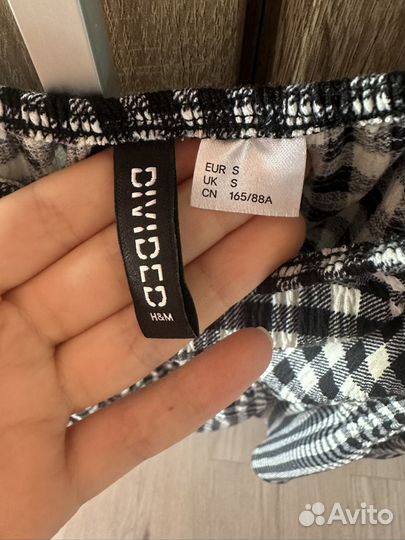 DIVIDED
H&M
EUR S
UK S
CN 165/88A
Avito